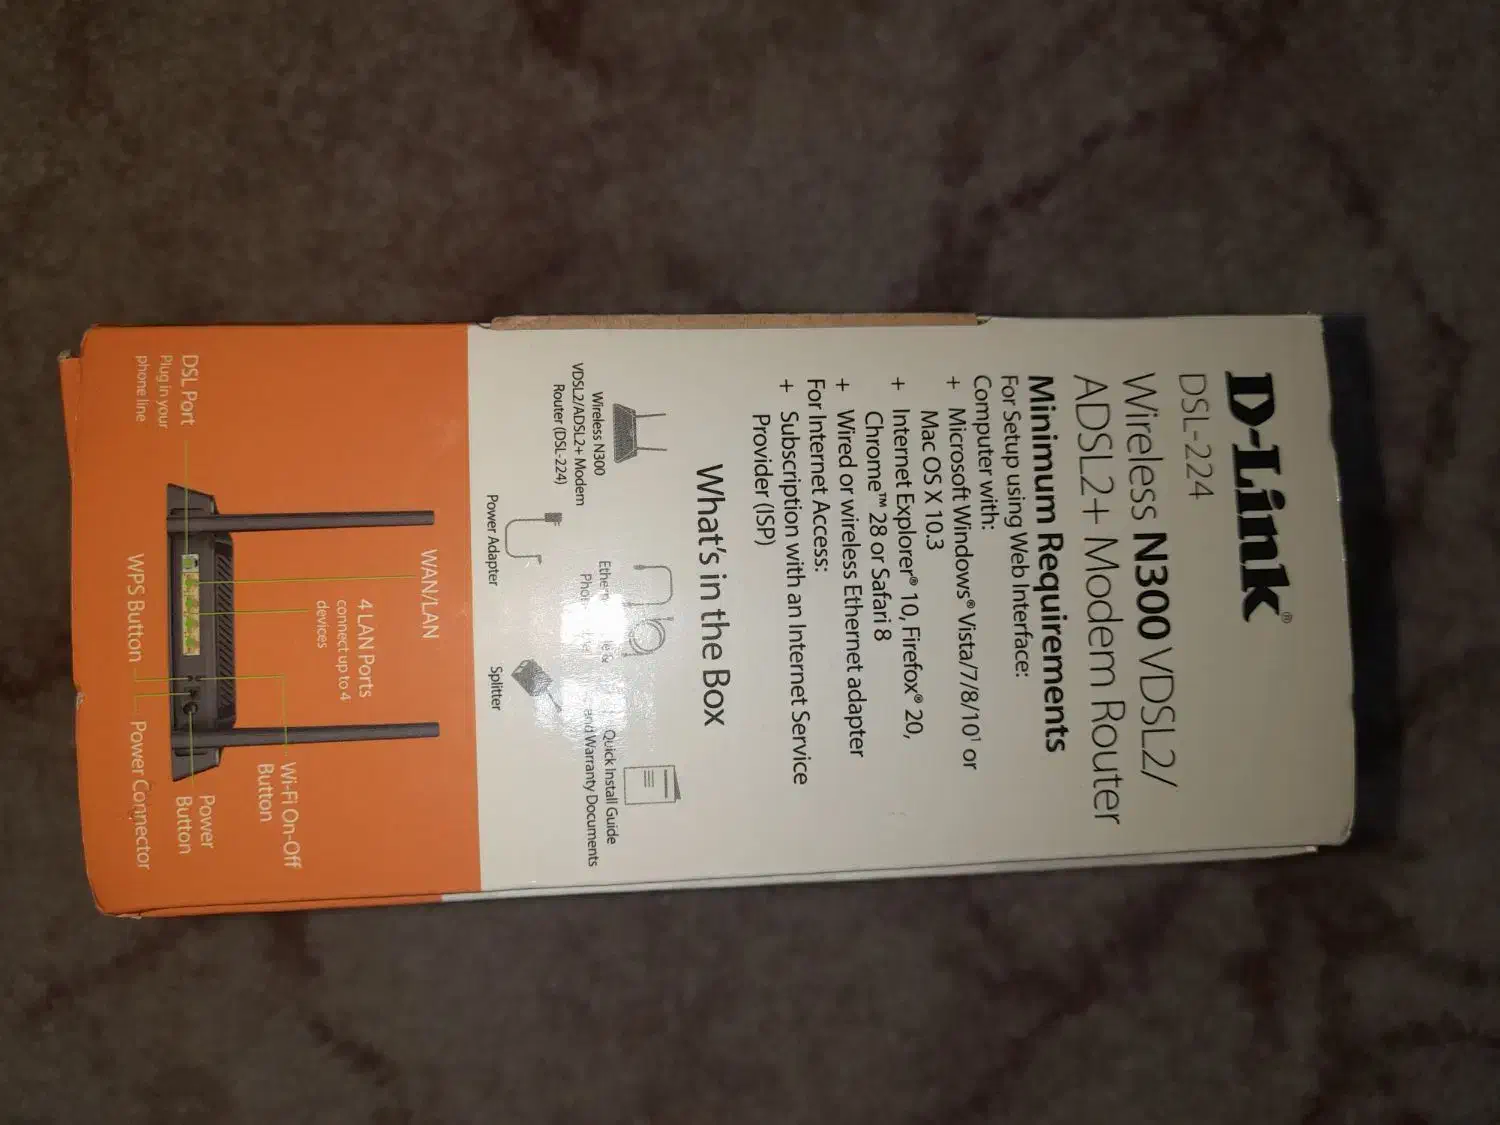 D-Link®
DSL-224
Wireless N300 VDSL2/
ADSL2+ Modem Router
Minimum Requirements
For Setup using Web Interface:
Computer with:
+ Microsoft Windows® Vista/7/8/10¹ or
Mac OS X 10.3
+ Internet Explorer® 10, Firefox® 20,
Chrome™ 28 or Safari 8
+ Wired or wireless Ethernet adapter
For Internet Access:
+ Subscription with an Internet Service
Provider (ISP)
What's in the Box
Wireless N300
VDSL2/ADSL2+ Modem
Router (DSL-224)
Quick Install Guide
and Warranty Documents
Power Adapter
Splitter
WAN/LAN
4 LAN Ports
connect up to 4
devices
Wi-Fi On-Off
Button
DSL Port
Plug in your
phone line
Power
Button
WPS Button
Power Connector